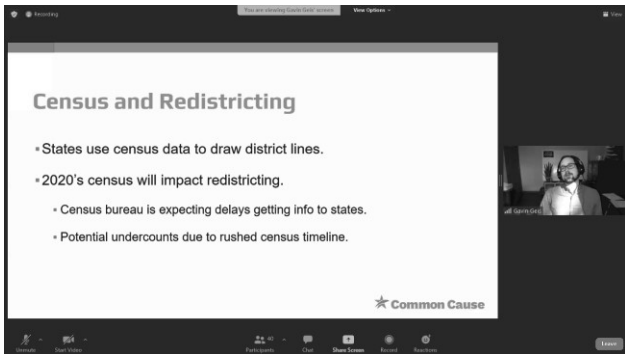 Recording
You are viewing Gavin Geis' screen
View Options
View
Census and Redistricting
▪ States use census data to draw district lines.
▪ 2020's census will impact redistricting.
▪ Census bureau is expecting delays getting info to states.
▪ Potential undercounts due to rushed census timeline.
Gavin Geis
Common Cause
Unmute
Start Video
Participants
40
Chat
Share Screen
Record
Reactions
Leave